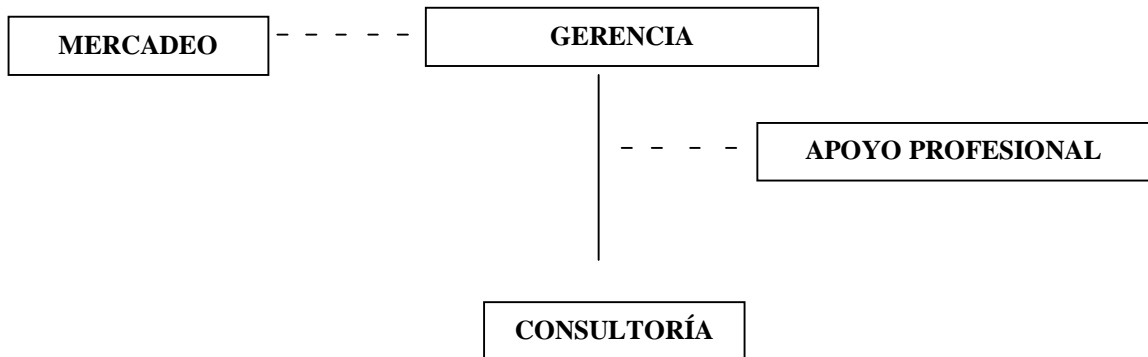 MERCADEO
GERENCIA
APOYO PROFESIONAL
CONSULTORÍA